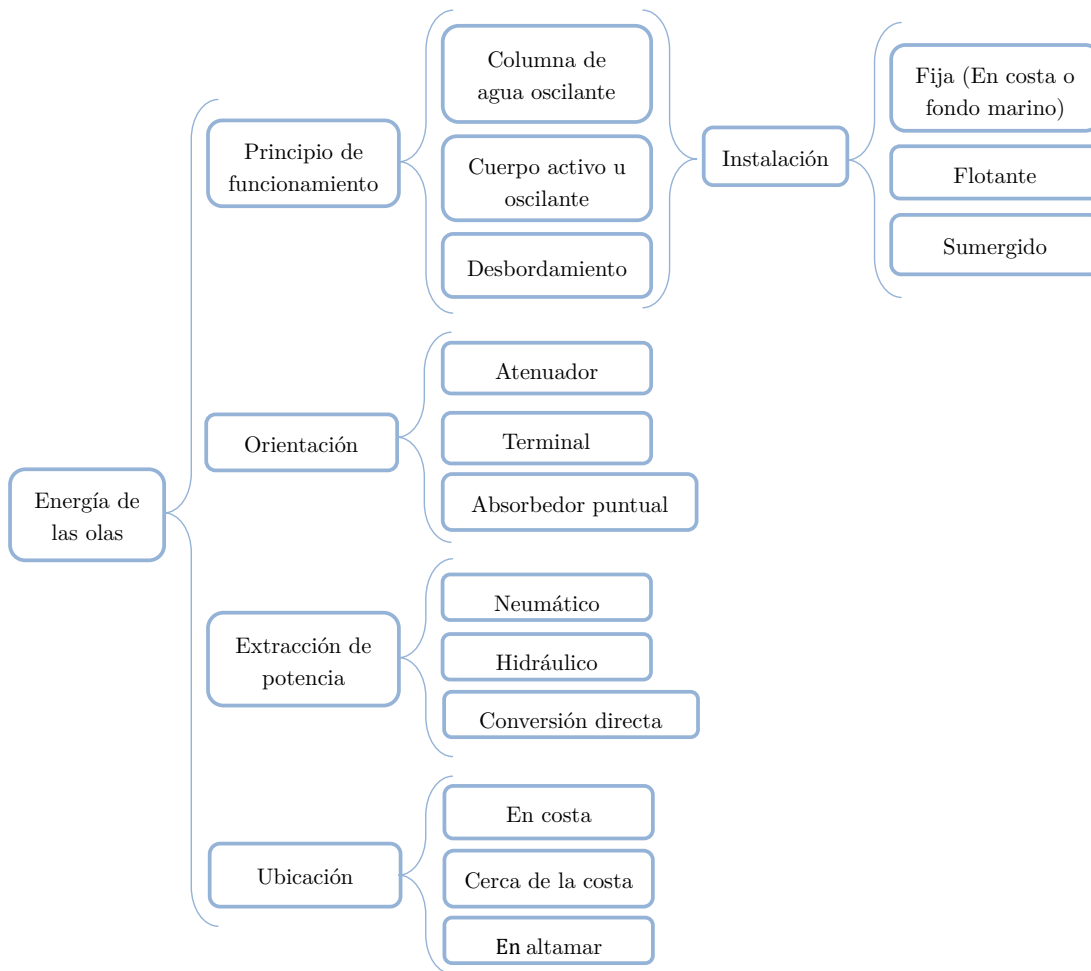 Energía de
las olas
Principio de
funcionamiento
Columna de
agua oscilante
Cuerpo activo u
oscilante
Desbordamiento
Instalación
Fija (En costa o
fondo marino)
Flotante
Sumergido
Orientación
Atenuador
Terminal
Absorbedor puntual
Extracción de
potencia
Neumático
Hidráulico
Conversión directa
Ubicación
En costa
Cerca de la costa
En altamar